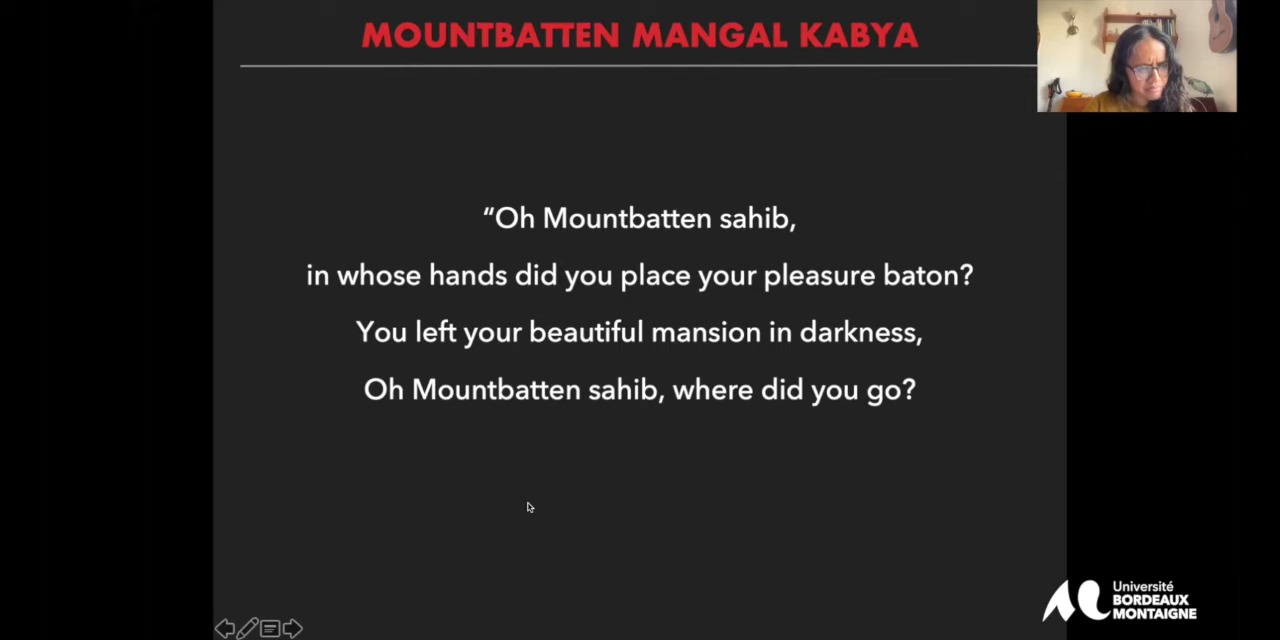 MOUNTBATTEN MANGAL KABYA
“Oh Mountbatten sahib,
in whose hands did you place your pleasure baton?
You left your beautiful mansion in darkness,
Oh Mountbatten sahib, where did you go?
Université
BORDEAUX
MONTAIGNE